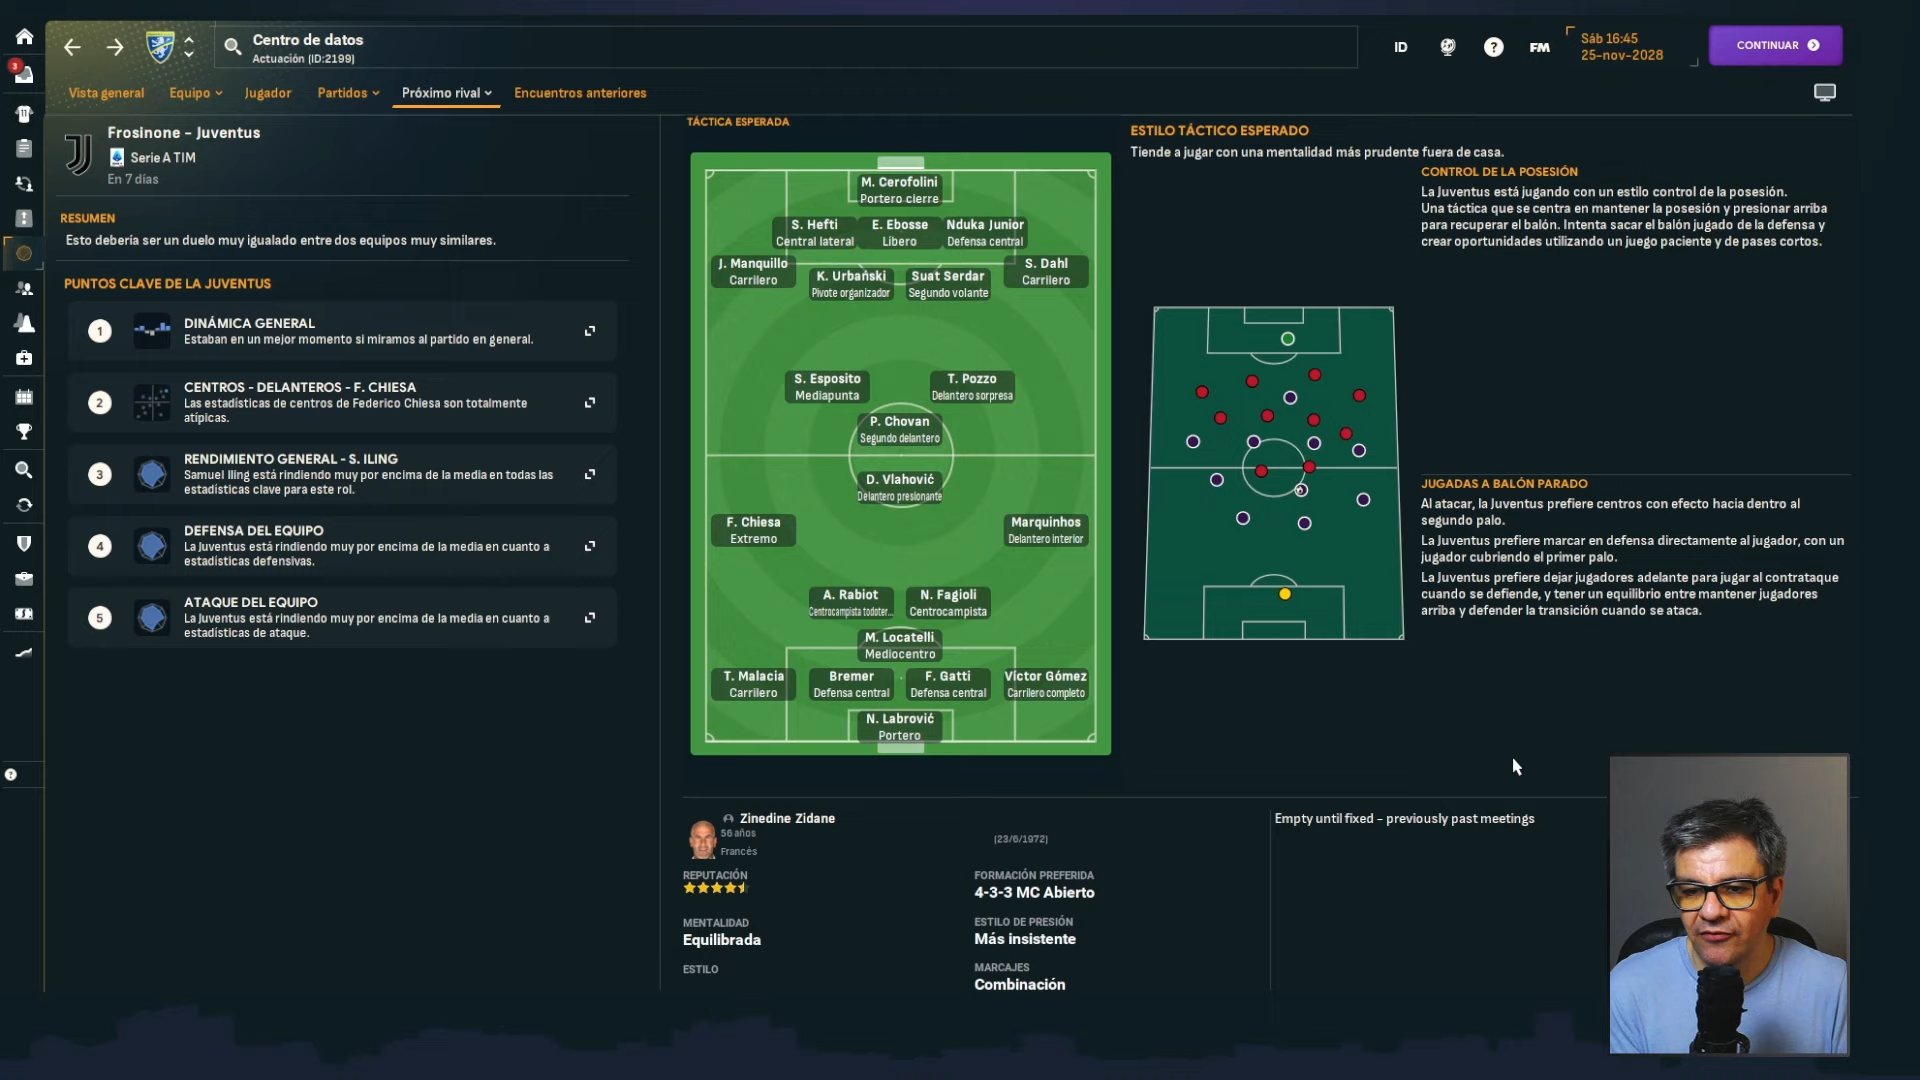 Centro de datos
Actuación (ID:2199)
ID
?
FM
Sáb 16:45
25-nov-2028
CONTINUAR
3
11
Vista general
Equipo
Jugador
Partidos
Próximo rival
Encuentros anteriores
Frosinone - Juventus
Serie A TIM
En 7 días
RESUMEN
Esto debería ser un duelo muy igualado entre dos equipos muy similares.
PUNTOS CLAVE DE LA JUVENTUS
1
DINÁMICA GENERAL
Estaban en un mejor momento si miramos al partido en general.
2
CENTROS - DELANTEROS - F. CHIESA
Las estadísticas de centros de Federico Chiesa son totalmente
atípicas.
3
RENDIMIENTO GENERAL - S. ILING
Samuel Iling está rindiendo muy por encima de la media en todas las
estadísticas clave para este rol.
4
DEFENSA DEL EQUIPO
La Juventus está rindiendo muy por encima de la media en cuanto a
estadísticas defensivas.
5
ATAQUE DEL EQUIPO
La Juventus está rindiendo muy por encima de la media en cuanto a
estadísticas de ataque.
TÁCTICA ESPERADA
M. Cerofolini
Portero cierre
S. Hefti
Central lateral
E. Ebosse
Líbero
Nduka Junior
Defensa central
J. Manquillo
Carrilero
K. Urbański
Pivote organizador
Suat Serdar
Segundo volante
S. Dahl
Carrilero
S. Esposito
Mediapunta
T. Pozzo
Delantero sorpresa
P. Chovan
Segundo delantero
D. Vlahović
Delantero presionante
F. Chiesa
Extremo
Marquinhos
Delantero interior
A. Rabiot
Centrocampista todoter...
N. Fagioli
Centrocampista
M. Locatelli
Mediocentro
T. Malacia
Carrilero
Bremer
Defensa central
F. Gatti
Defensa central
Víctor Gómez
Carrilero completo
N. Labrović
Portero
ESTILO TÁCTICO ESPERADO
Tiende a jugar con una mentalidad más prudente fuera de casa.
CONTROL DE LA POSESIÓN
La Juventus está jugando con un estilo control de la posesión.
Una táctica que se centra en mantener la posesión y presionar arriba
para recuperar el balón. Intenta sacar el balón jugado de la defensa y
crear oportunidades utilizando un juego paciente y de pases cortos.
JUGADAS A BALÓN PARADO
Al atacar, la Juventus prefiere centros con efecto hacia dentro al
segundo palo.
La Juventus prefiere marcar en defensa directamente al jugador, con un
jugador cubriendo el primer palo.
La Juventus prefiere dejar jugadores adelante para jugar al contrataque
cuando se defiende, y tener un equilibrio entre mantener jugadores
arriba y defender la transición cuando se ataca.
Zinedine Zidane
56 años
(23/6/1972)
Francés
REPUTACIÓN
FORMACIÓN PREFERIDA
4-3-3 MC Abierto
MENTALIDAD
Equilibrada
ESTILO DE PRESIÓN
Más insistente
ESTILO
MARCAJES
Combinación
Empty until fixed - previously past meetings
?